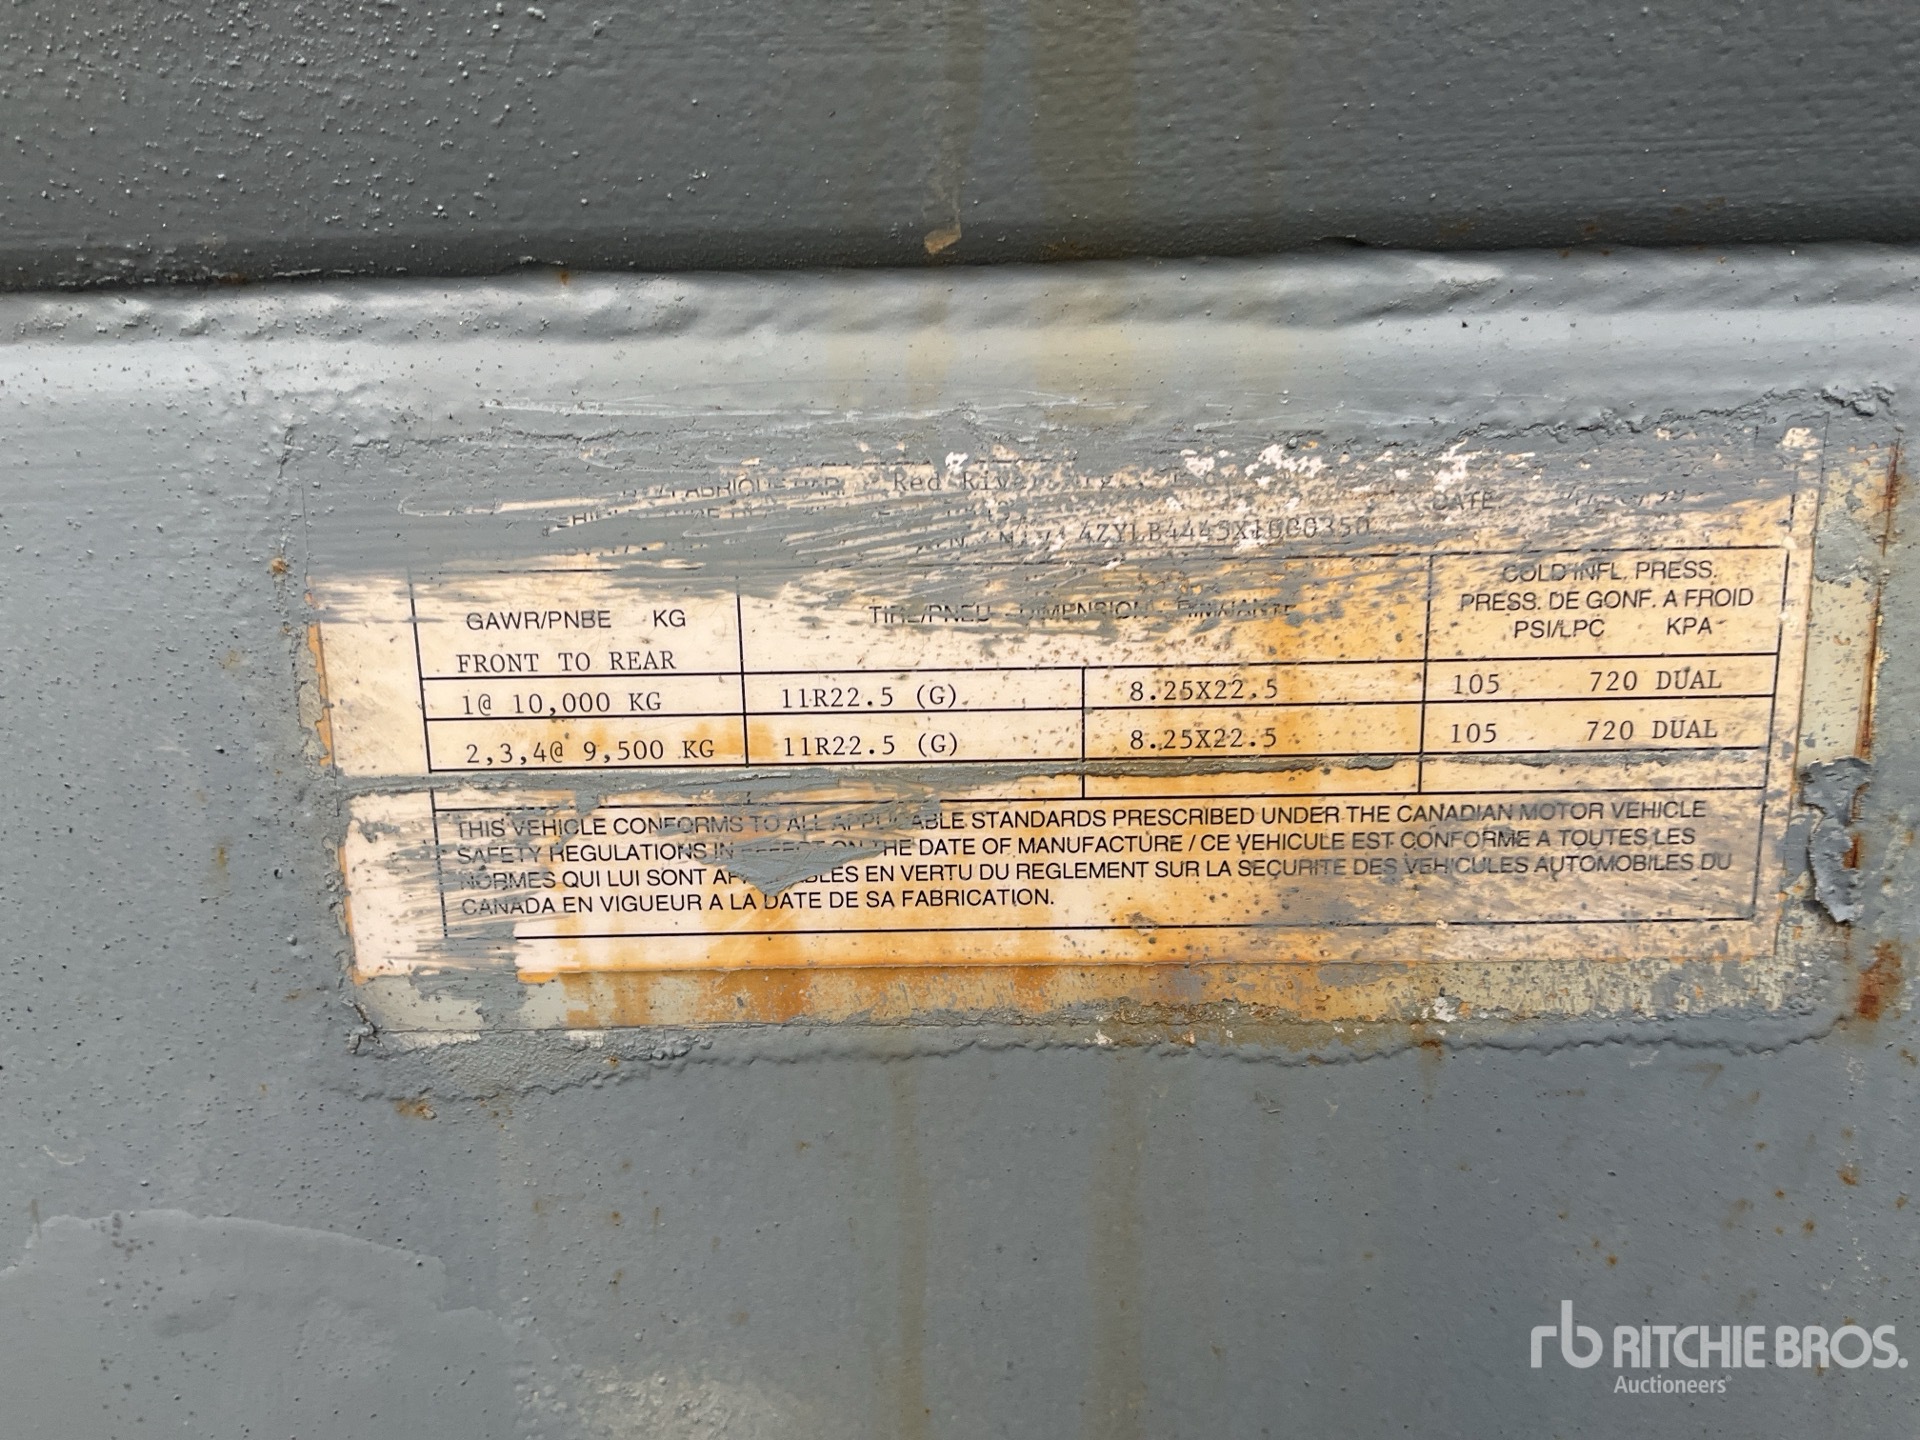 Red River
DATE
4ZYLB4445X1000350
GAWR/PNBE KG
FRONT TO REAR
TIRE/PNEU - DIMENSION
COLD INFL. PRESS.
PRESS. DE GONF. A FROID
PSI/LPC KPA
1@ 10,000 KG 11R22.5 (G) 8.25X22.5 105 720 DUAL
2,3,4@ 9,500 KG 11R22.5 (G) 8.25X22.5 105 720 DUAL
THIS VEHICLE CONFORMS TO ALL APPLICABLE STANDARDS PRESCRIBED UNDER THE CANADIAN MOTOR VEHICLE
SAFETY REGULATIONS IN EFFECT ON THE DATE OF MANUFACTURE / CE VEHICULE EST CONFORME A TOUTES LES
NORMES QUI LUI SONT APPLICABLES EN VERTU DU REGLEMENT SUR LA SECURITE DES VEHICULES AUTOMOBILES DU
CANADA EN VIGUEUR A LA DATE DE SA FABRICATION.
rb RITCHIE BROS.
Auctioneers